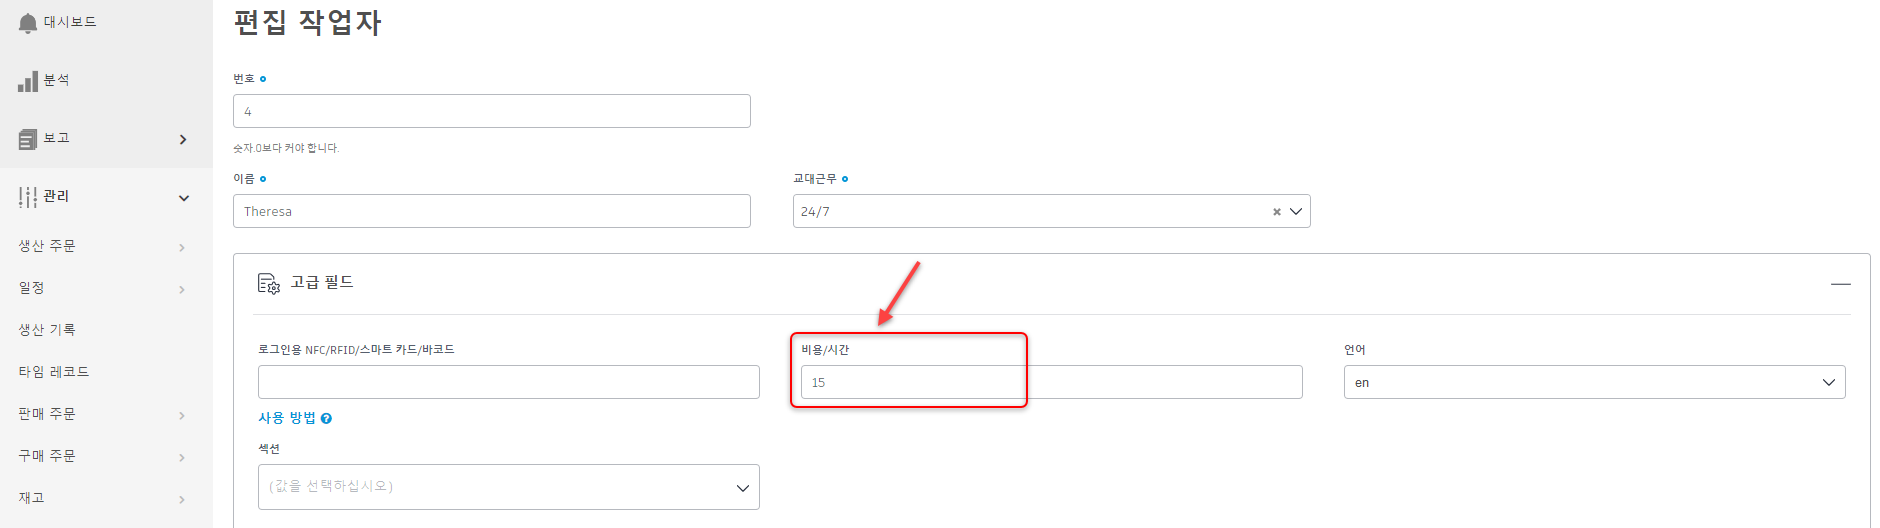 대시보드
분석
보고
관리
생산 주문
일정
생산 기록
타임 레코드
판매 주문
구매 주문
재고
편집 작업자
번호
4
숫자.0보다 커야 합니다.
이름
Theresa
교대근무
24/7
고급 필드
로그인용 NFC/RFID/스마트 카드/바코드
사용 방법
비용/시간
15
언어
en
섹션
(값을 선택하십시오)